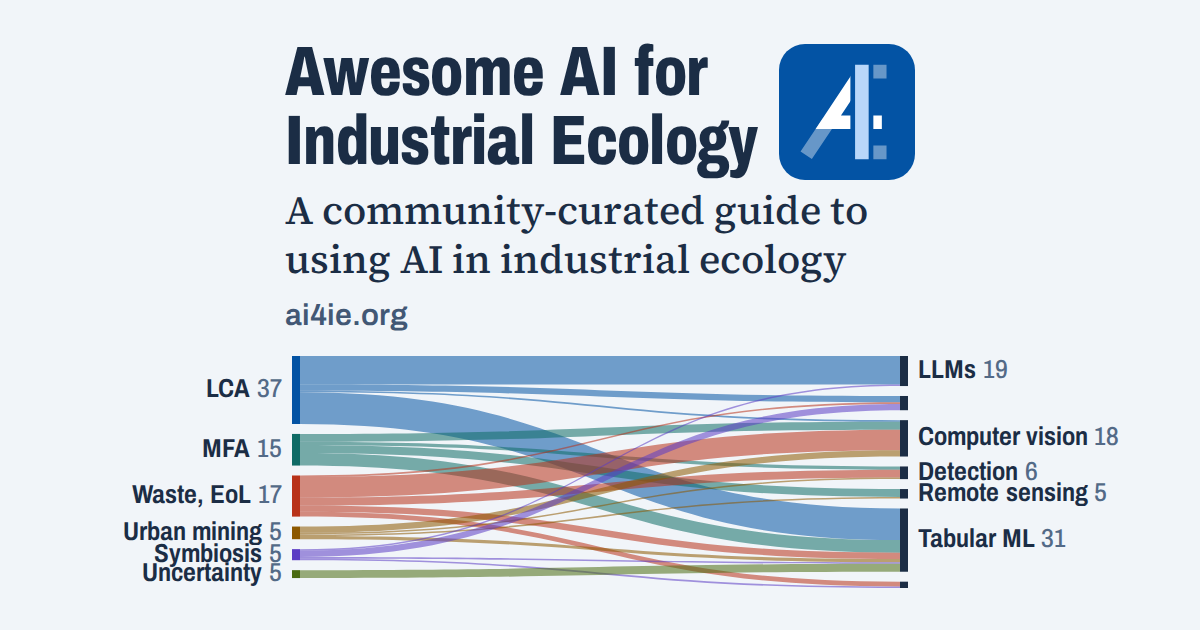 Awesome AI for
Industrial Ecology
A community-curated guide to
using AI in industrial ecology
ai4ie.org
LCA 37
MFA 15
Waste, EoL 17
Urban mining 5
Symbiosis 5
Uncertainty 5
LLMs 19
Computer vision 18
Detection 6
Remote sensing 5
Tabular ML 31